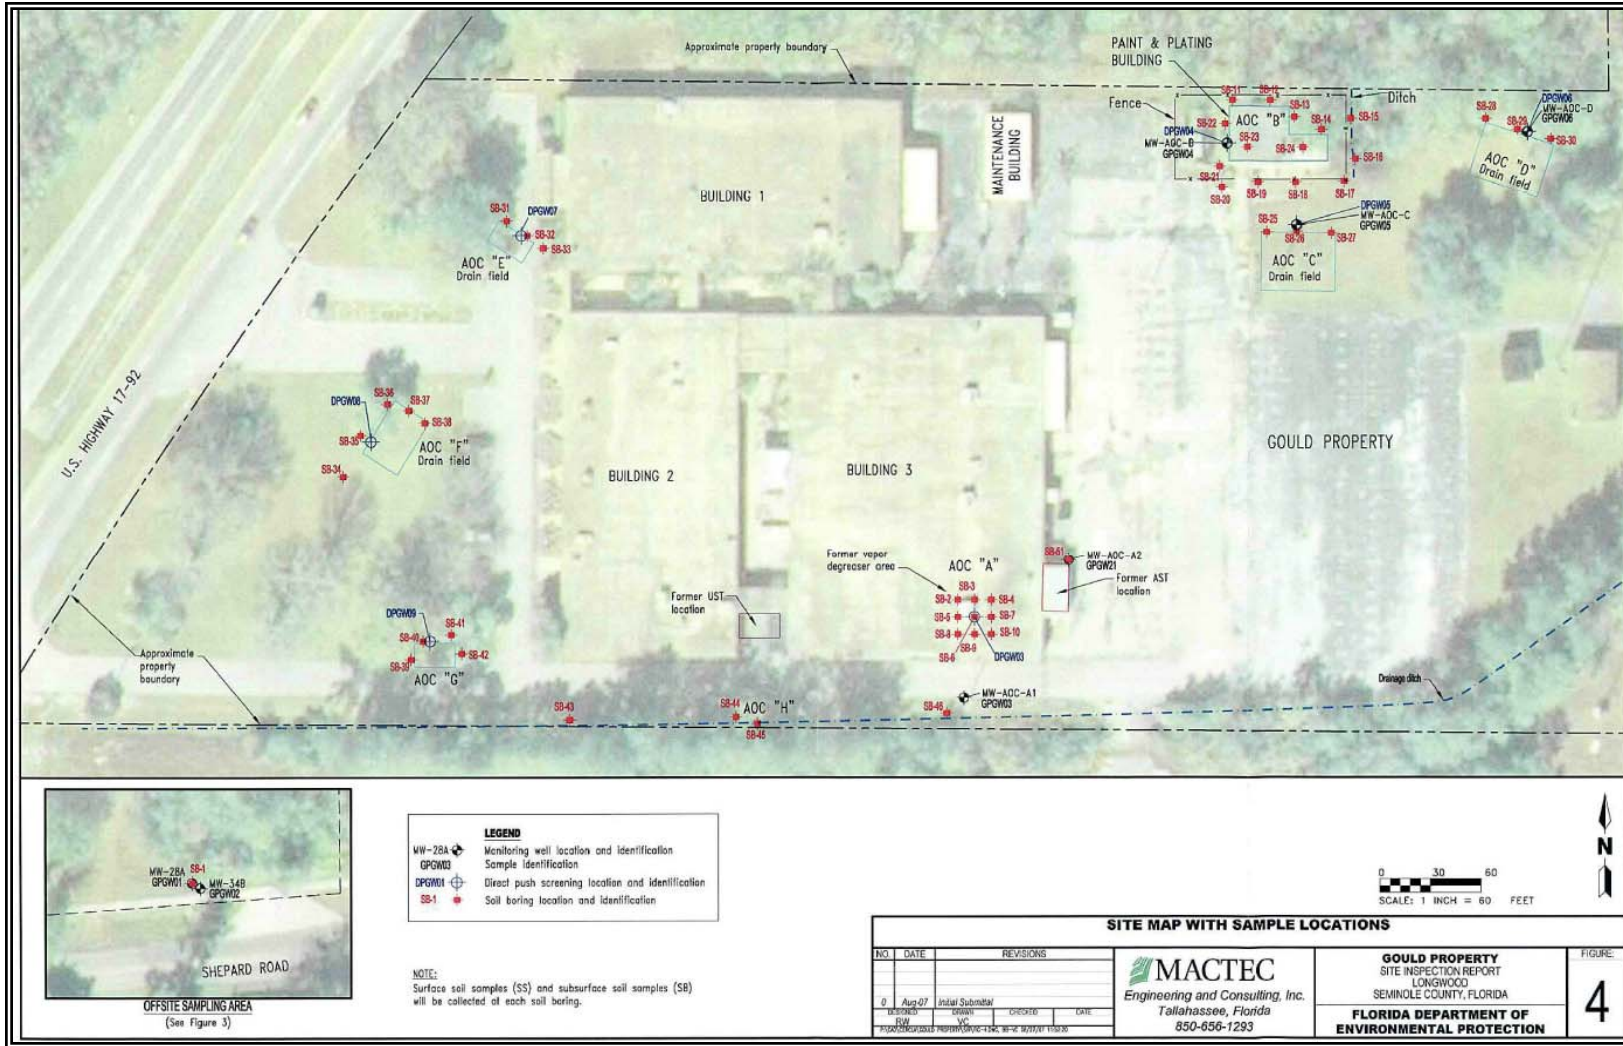 Approximate property boundary
PAINT & PLATING
BUILDING
Fence
Ditch
SB-11
SB-12
SB-13
SB-14
SB-15
SB-16
SB-17
SB-18
SB-19
SB-20
SB-21
SB-22
SB-23
SB-24
AOC "B"
DPGW04
MW-AOC-B
GPGW04
SB-28
SB-29
SB-30
DPGW06
MW-AOC-D
GPGW06
AOC "D"
Drain field
MAINTENANCE
BUILDING
BUILDING 1
SB-25
SB-26
SB-27
DPGW05
MW-AOC-C
GPGW05
AOC "C"
Drain field
SB-31
DPGW07
SB-32
SB-33
AOC "E"
Drain field
U.S. HIGHWAY 17-92
DPGW08
SB-36
SB-37
SB-38
SB-35
SB-34
AOC "F"
Drain field
BUILDING 2
BUILDING 3
GOULD PROPERTY
Former vapor
degreaser area
AOC "A"
SB-2
SB-3
SB-4
SB-5
SB-7
SB-8
SB-9
SB-10
SB-6
DPGW03
SB-51
MW-AOC-A2
GPGW21
Former AST
location
Former UST
location
DPGW09
SB-40
SB-41
SB-42
SB-39
AOC "G"
Approximate
property
boundary
SB-43
SB-44
AOC "H"
SB-45
SB-46
MW-AOC-A1
GPGW03
Drainage ditch
MW-28A
GPGW01
SB-1
MW-34B
GPGW02
SHEPARD ROAD
OFFSITE SAMPLING AREA
(See Figure 3)
LEGEND
MW-28A Monitoring well location and identification
GPGW03 Sample identification
DPGW01 Direct push screening location and identification
SB-1 Soil boring location and identification
NOTE:
Surface soil samples (SS) and subsurface soil samples (SB)
will be collected at each soil boring.
N
0 30 60
SCALE: 1 INCH = 60 FEET
SITE MAP WITH SAMPLE LOCATIONS
NO. DATE REVISIONS
0 Aug-07 Initial Submittal
DESIGNED DRAWN CHECKED DATE
RW VC
MACTEC
Engineering and Consulting, Inc.
Tallahassee, Florida
850-656-1293
GOULD PROPERTY
SITE INSPECTION REPORT
LONGWOOD
SEMINOLE COUNTY, FLORIDA
FLORIDA DEPARTMENT OF
ENVIRONMENTAL PROTECTION
FIGURE:
4